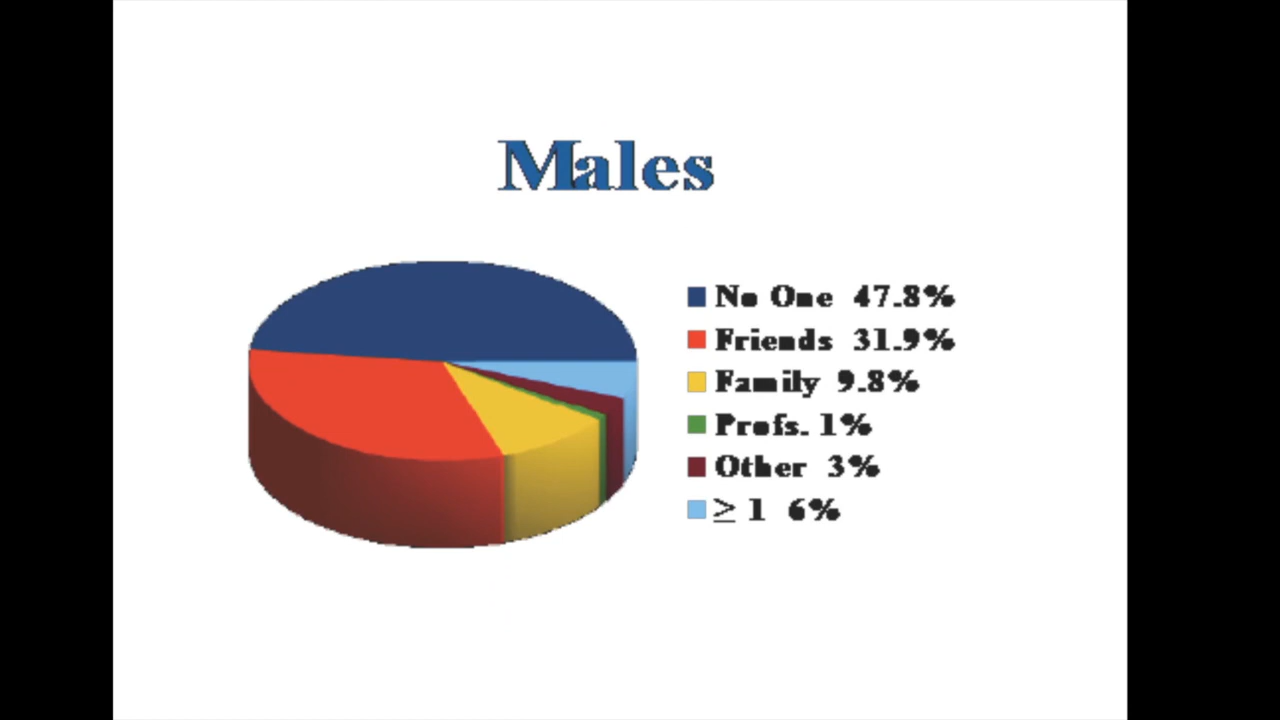 Males
No One 47.8%
Friends 31.9%
Family 9.8%
Profs. 1%
Other 3%
≥ 1 6%